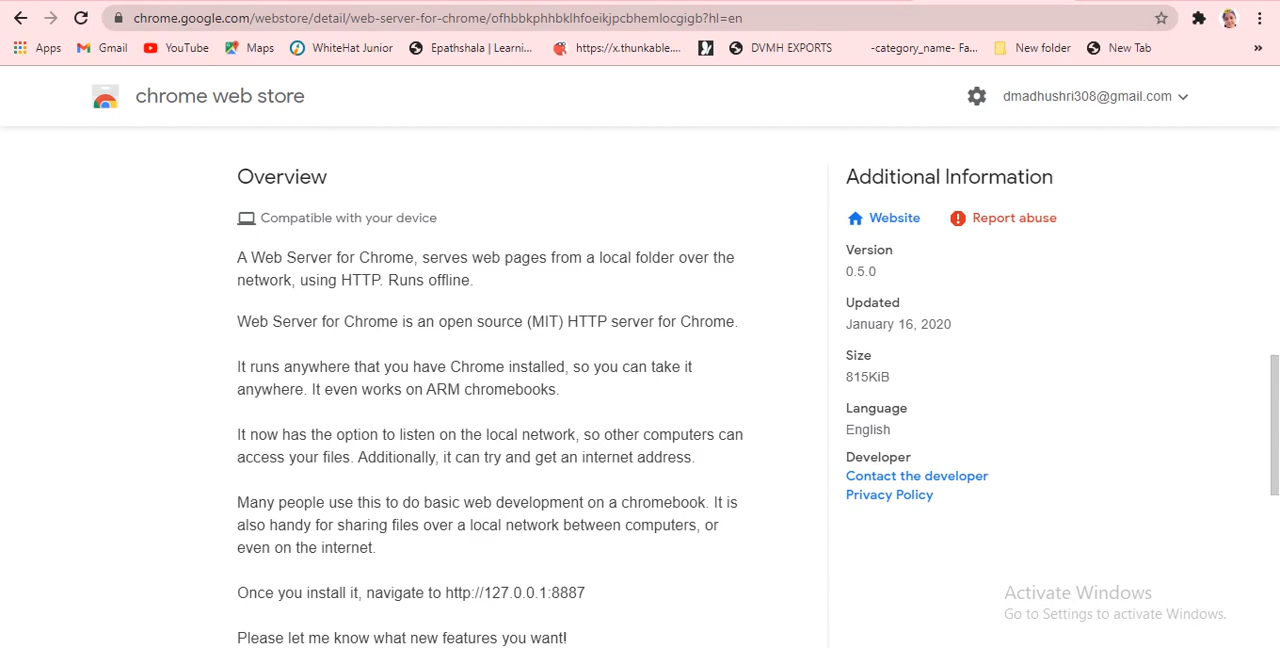 chrome.google.com/webstore/detail/web-server-for-chrome/ofhbbkphhbklhfoeikjpcbhemlocgigb?hl=en
Apps Gmail YouTube Maps WhiteHat Junior Epathshala | Learni... https://x.thunkable.... DVMH EXPORTS -category_name- Fa... New folder New Tab »
chrome web store dmadhushri308@gmail.com
Overview
Compatible with your device
A Web Server for Chrome, serves web pages from a local folder over the
network, using HTTP. Runs offline.
Web Server for Chrome is an open source (MIT) HTTP server for Chrome.
It runs anywhere that you have Chrome installed, so you can take it
anywhere. It even works on ARM chromebooks.
It now has the option to listen on the local network, so other computers can
access your files. Additionally, it can try and get an internet address.
Many people use this to do basic web development on a chromebook. It is
also handy for sharing files over a local network between computers, or
even on the internet.
Once you install it, navigate to http://127.0.0.1:8887
Please let me know what new features you want!
Additional Information
Website Report abuse
Version
0.5.0
Updated
January 16, 2020
Size
815KiB
Language
English
Developer
Contact the developer
Privacy Policy
Activate Windows
Go to Settings to activate Windows.